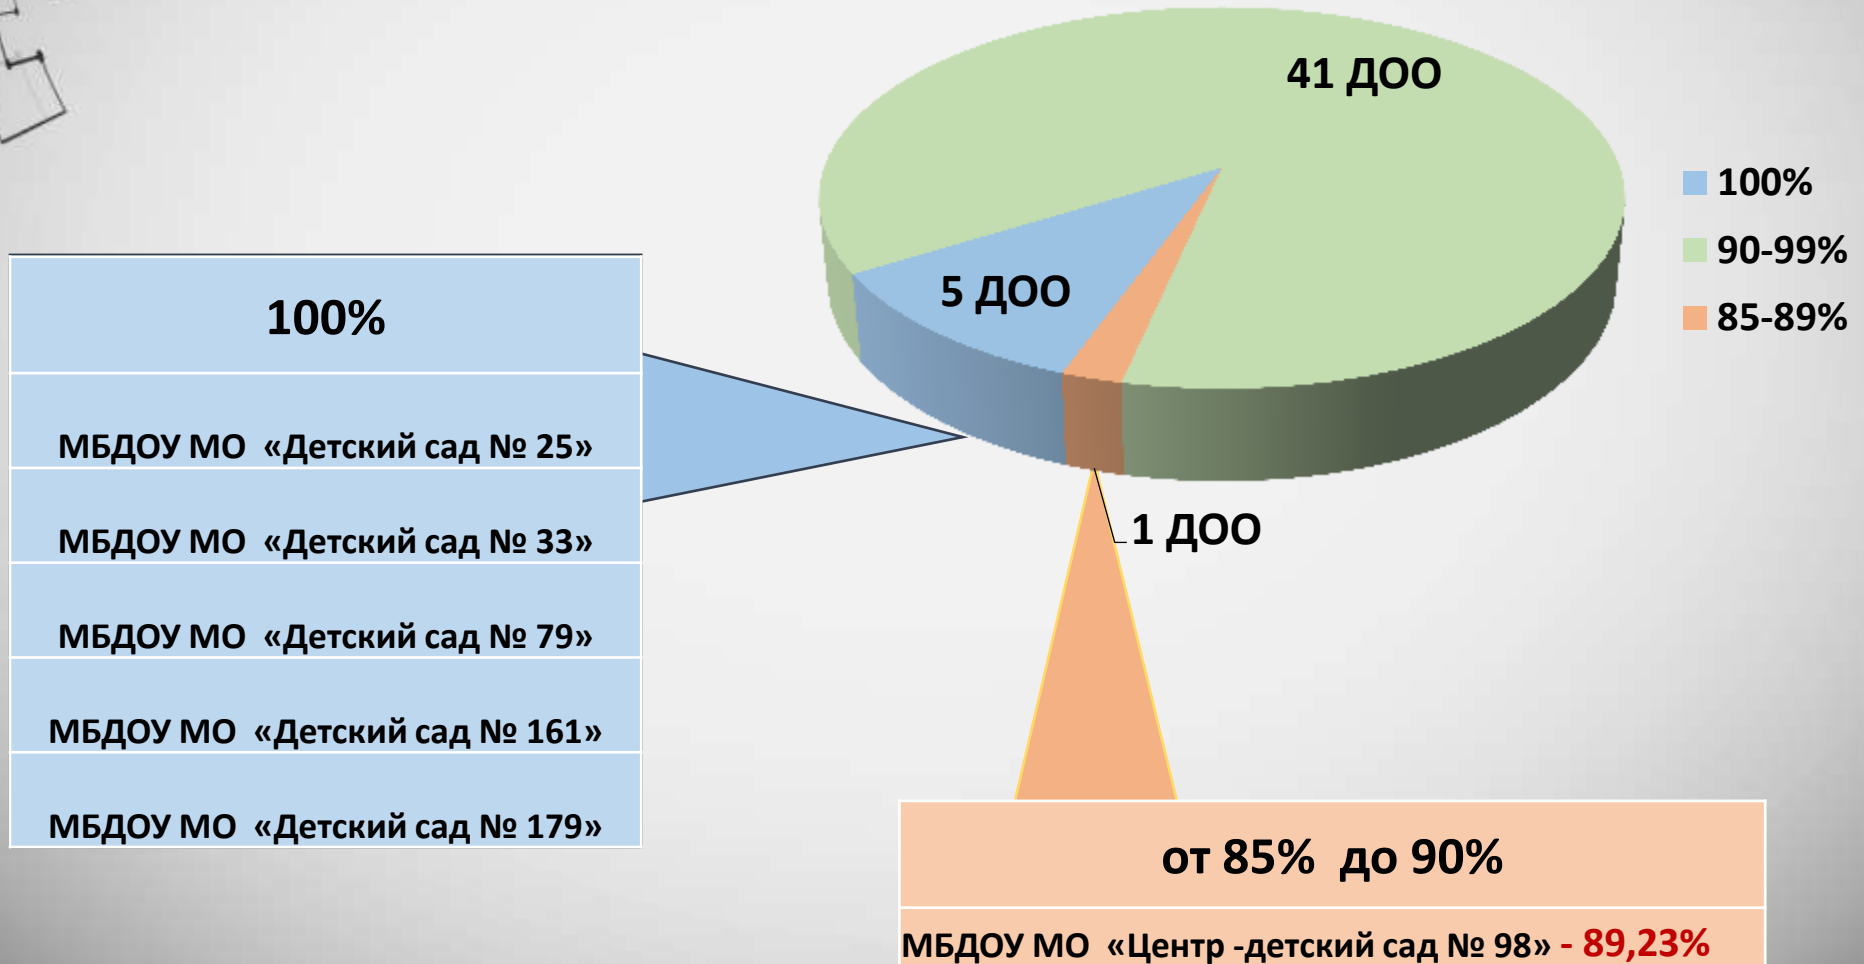 41 ДОО
5 ДОО
1 ДОО
100%
90-99%
85-89%
100%
МБДОУ МО «Детский сад № 25»
МБДОУ МО «Детский сад № 33»
МБДОУ МО «Детский сад № 79»
МБДОУ МО «Детский сад № 161»
МБДОУ МО «Детский сад № 179»
от 85% до 90%
МБДОУ МО «Центр -детский сад № 98» - 89,23%